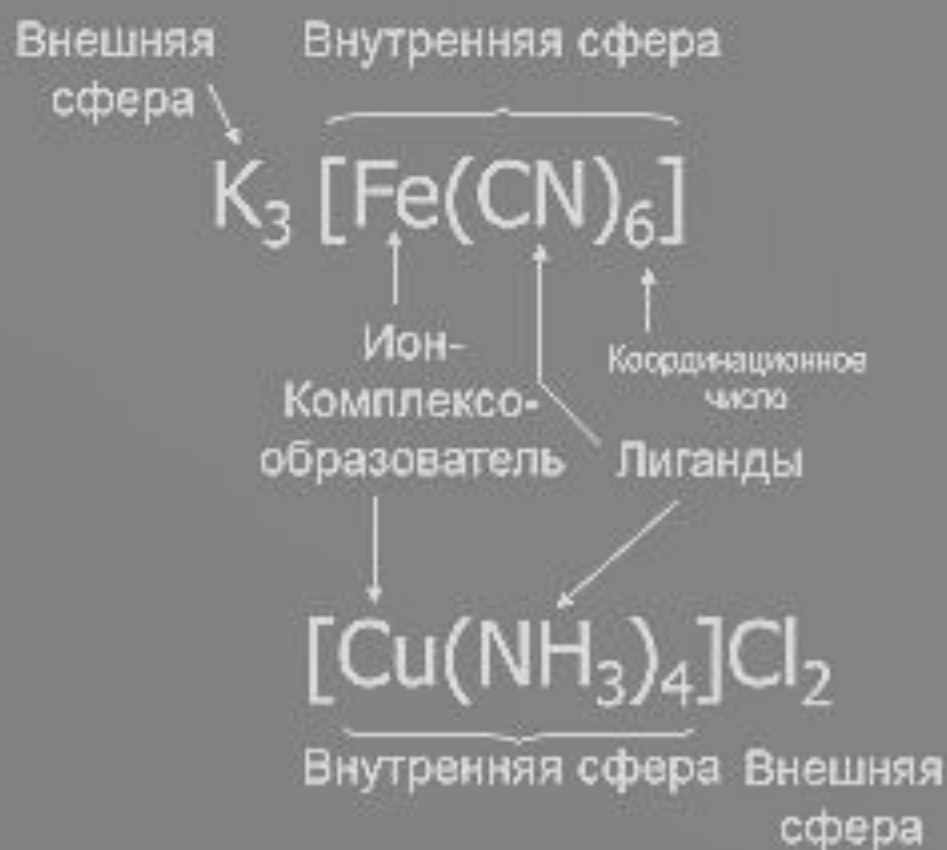 Внешняя
сфера
Внутренняя сфера
K₃ [Fe(CN)₆]
Ион-
Комплексо-
образователь
Координационное
число
Лиганды
[Cu(NH₃)₄]Cl₂
Внутренняя сфера
Внешняя
сфера